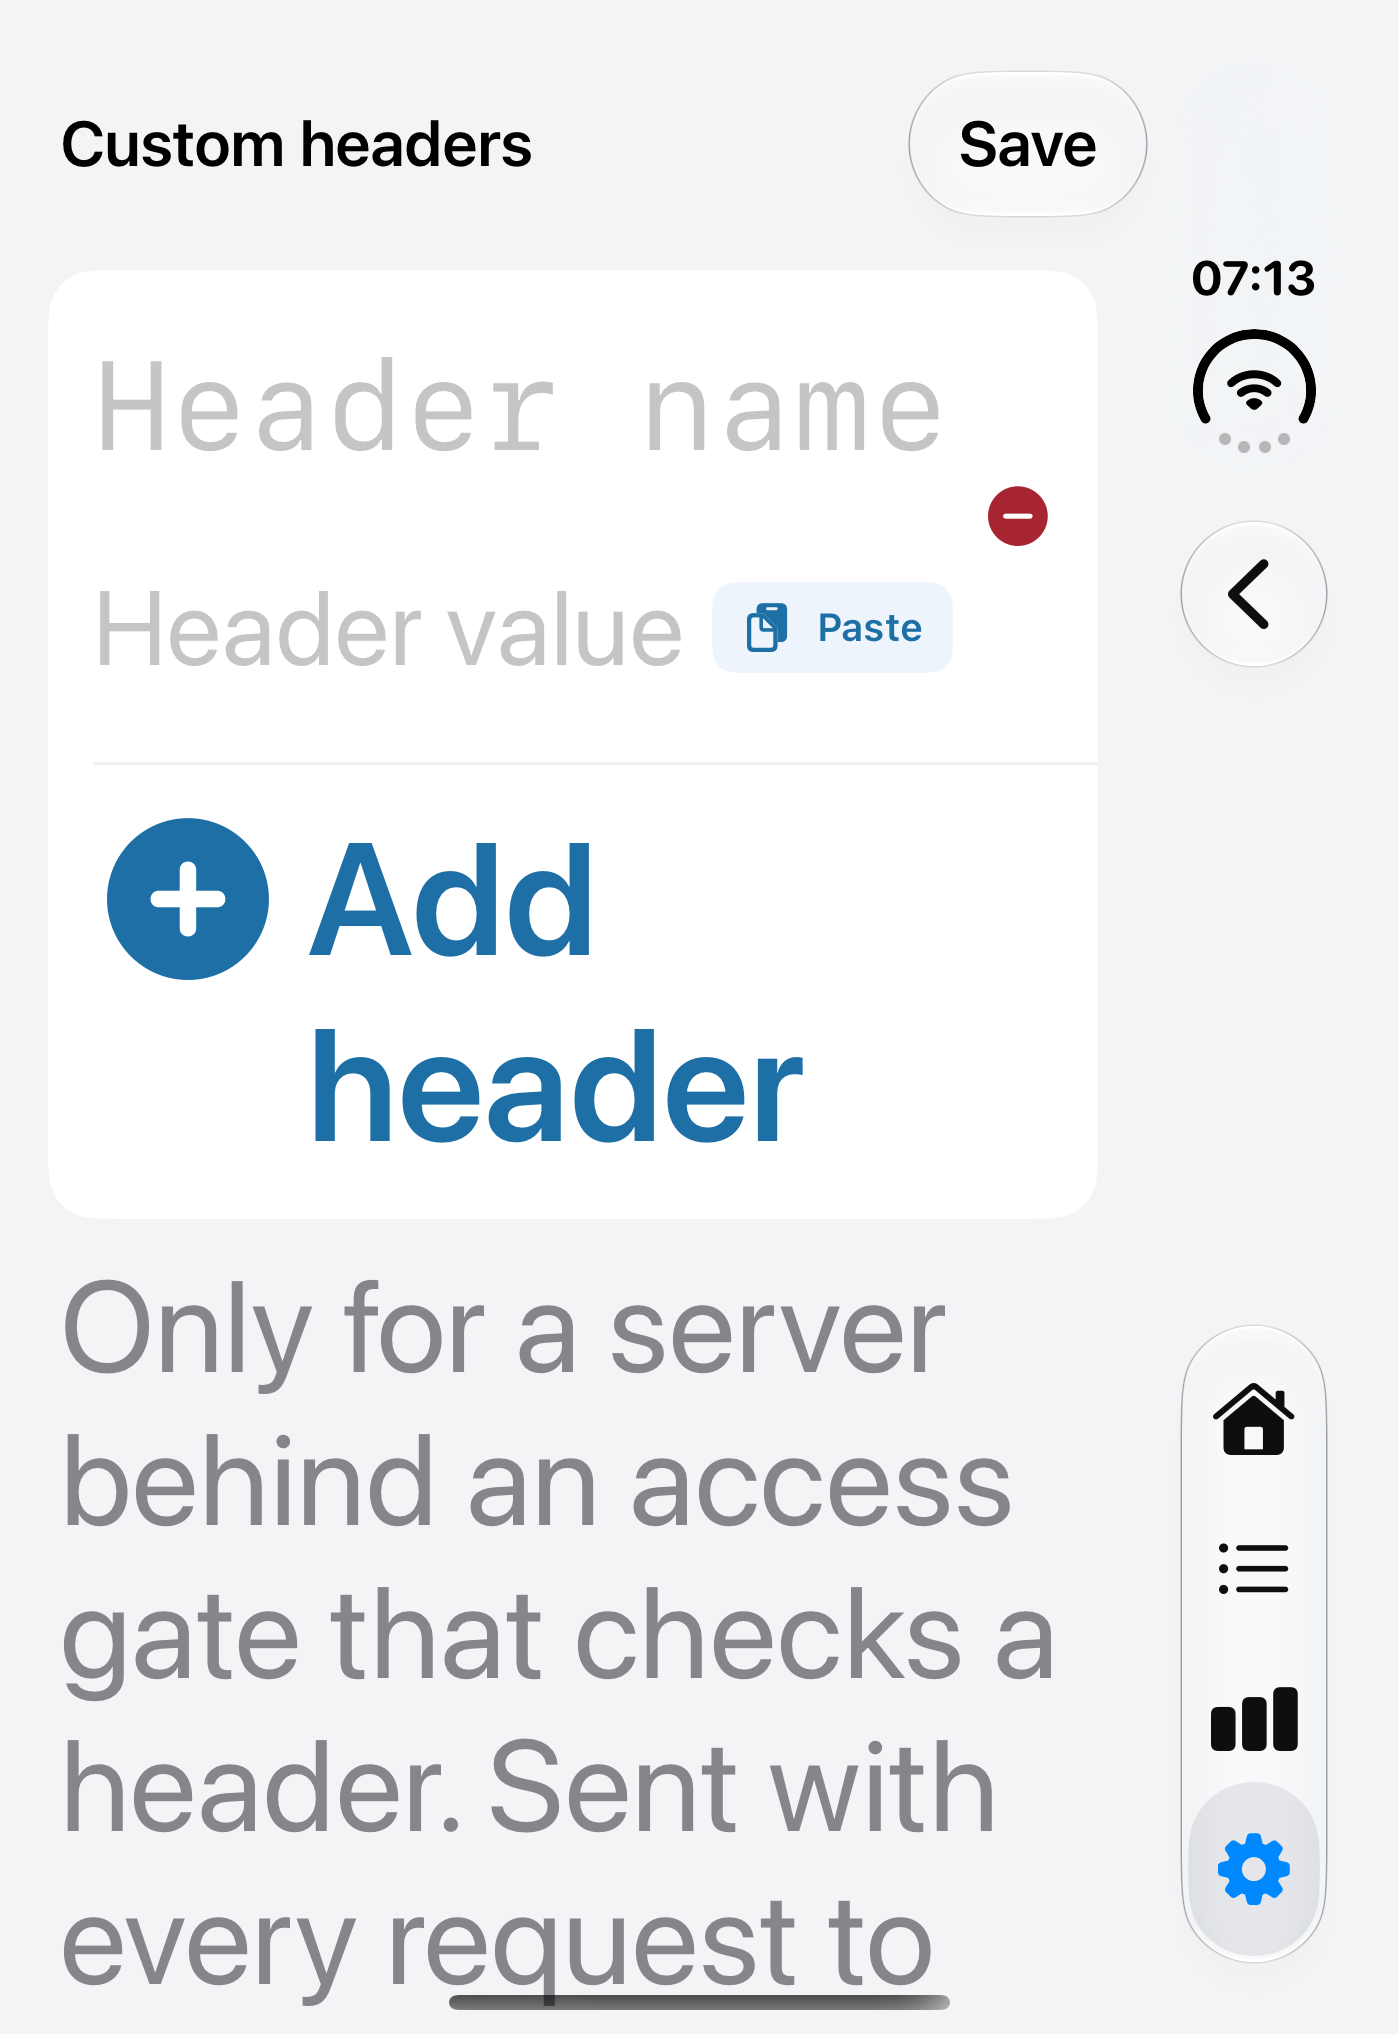 Custom headers
Save
07:13
Header name
Header value
Paste
Add
header
Only for a server
behind an access
gate that checks a
header. Sent with
every request to